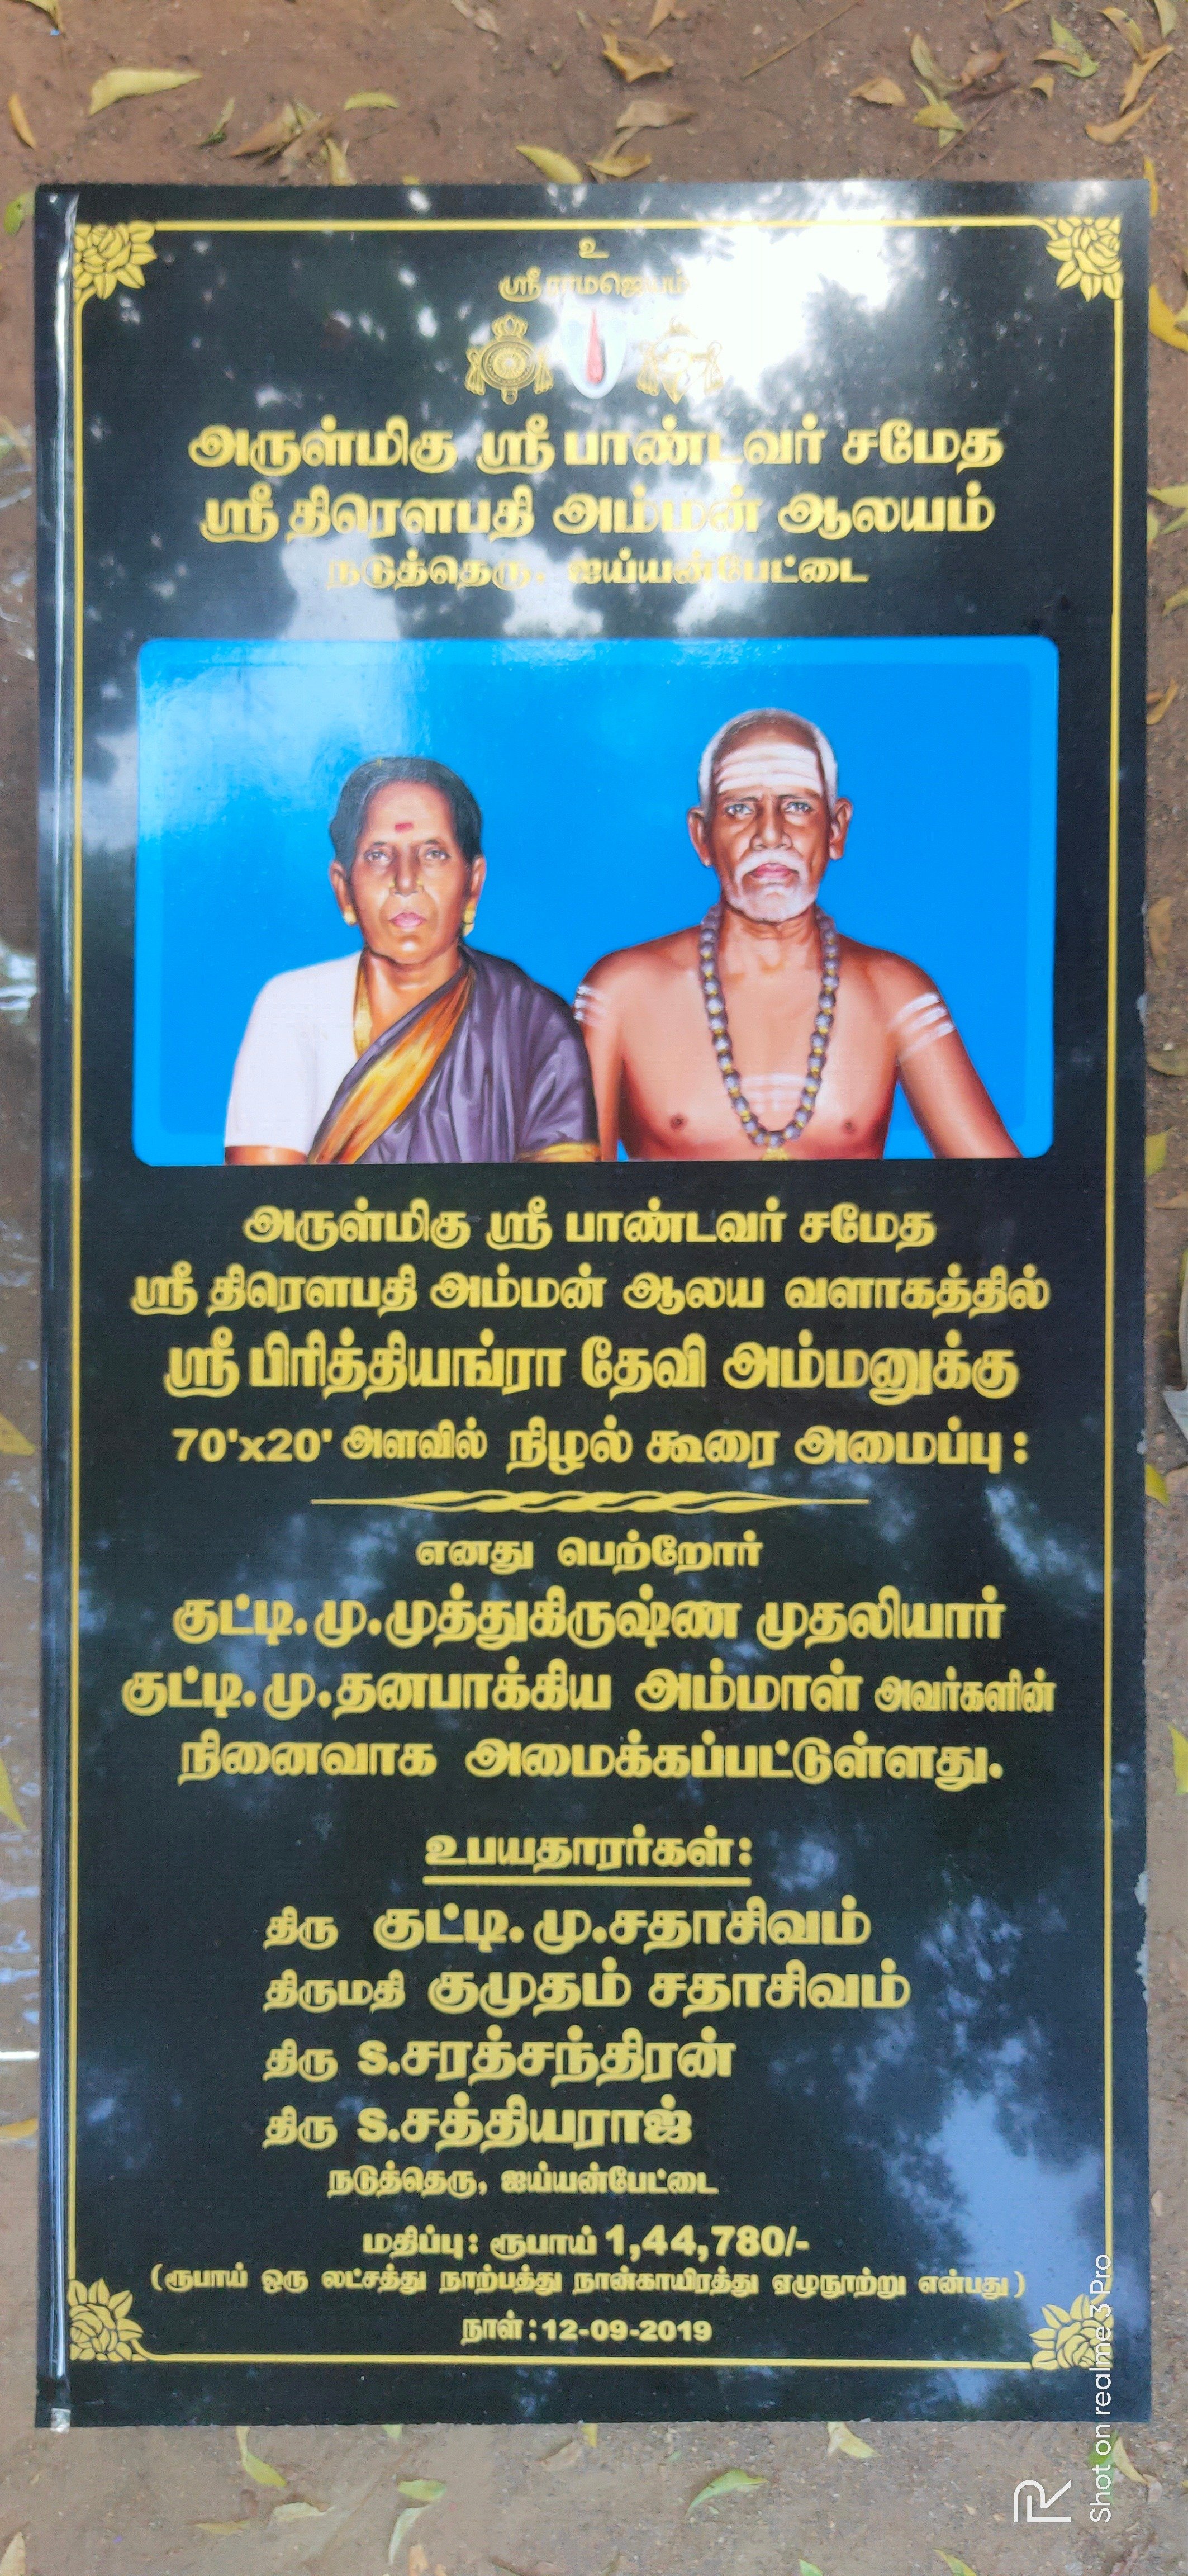 உ
ஸ்ரீ ராமஜெயம்
அருள்மிகு ஸ்ரீ பாண்டவர் சமேத
ஸ்ரீ திரௌபதி அம்மன் ஆலயம்
நடுத்தெரு, ஐய்யன்பேட்டை
அருள்மிகு ஸ்ரீ பாண்டவர் சமேத
ஸ்ரீ திரௌபதி அம்மன் ஆலய வளாகத்தில்
ஸ்ரீ பிரித்தியங்ரா தேவி அம்மனுக்கு
70'x20' அளவில் நிழல் கூரை அமைப்பு :
எனது பெற்றோர்
குட்டி.மு.முத்துகிருஷ்ண முதலியார்
குட்டி.மு.தனபாக்கிய அம்மாள் அவர்களின்
நினைவாக அமைக்கப்பட்டுள்ளது.
உபயதாரர்கள்:
திரு குட்டி.மு.சதாசிவம்
திருமதி குமுதம் சதாசிவம்
திரு S.சரத்சந்திரன்
திரு S.சத்தியராஜ்
நடுத்தெரு, ஐய்யன்பேட்டை
மதிப்பு: ரூபாய் 1,44,780/-
(ரூபாய் ஒரு லட்சத்து நாற்பத்து நான்காயிரத்து ஏழுநூற்று என்பது)
நாள்:12-09-2019
Shot on realme 3 Pro